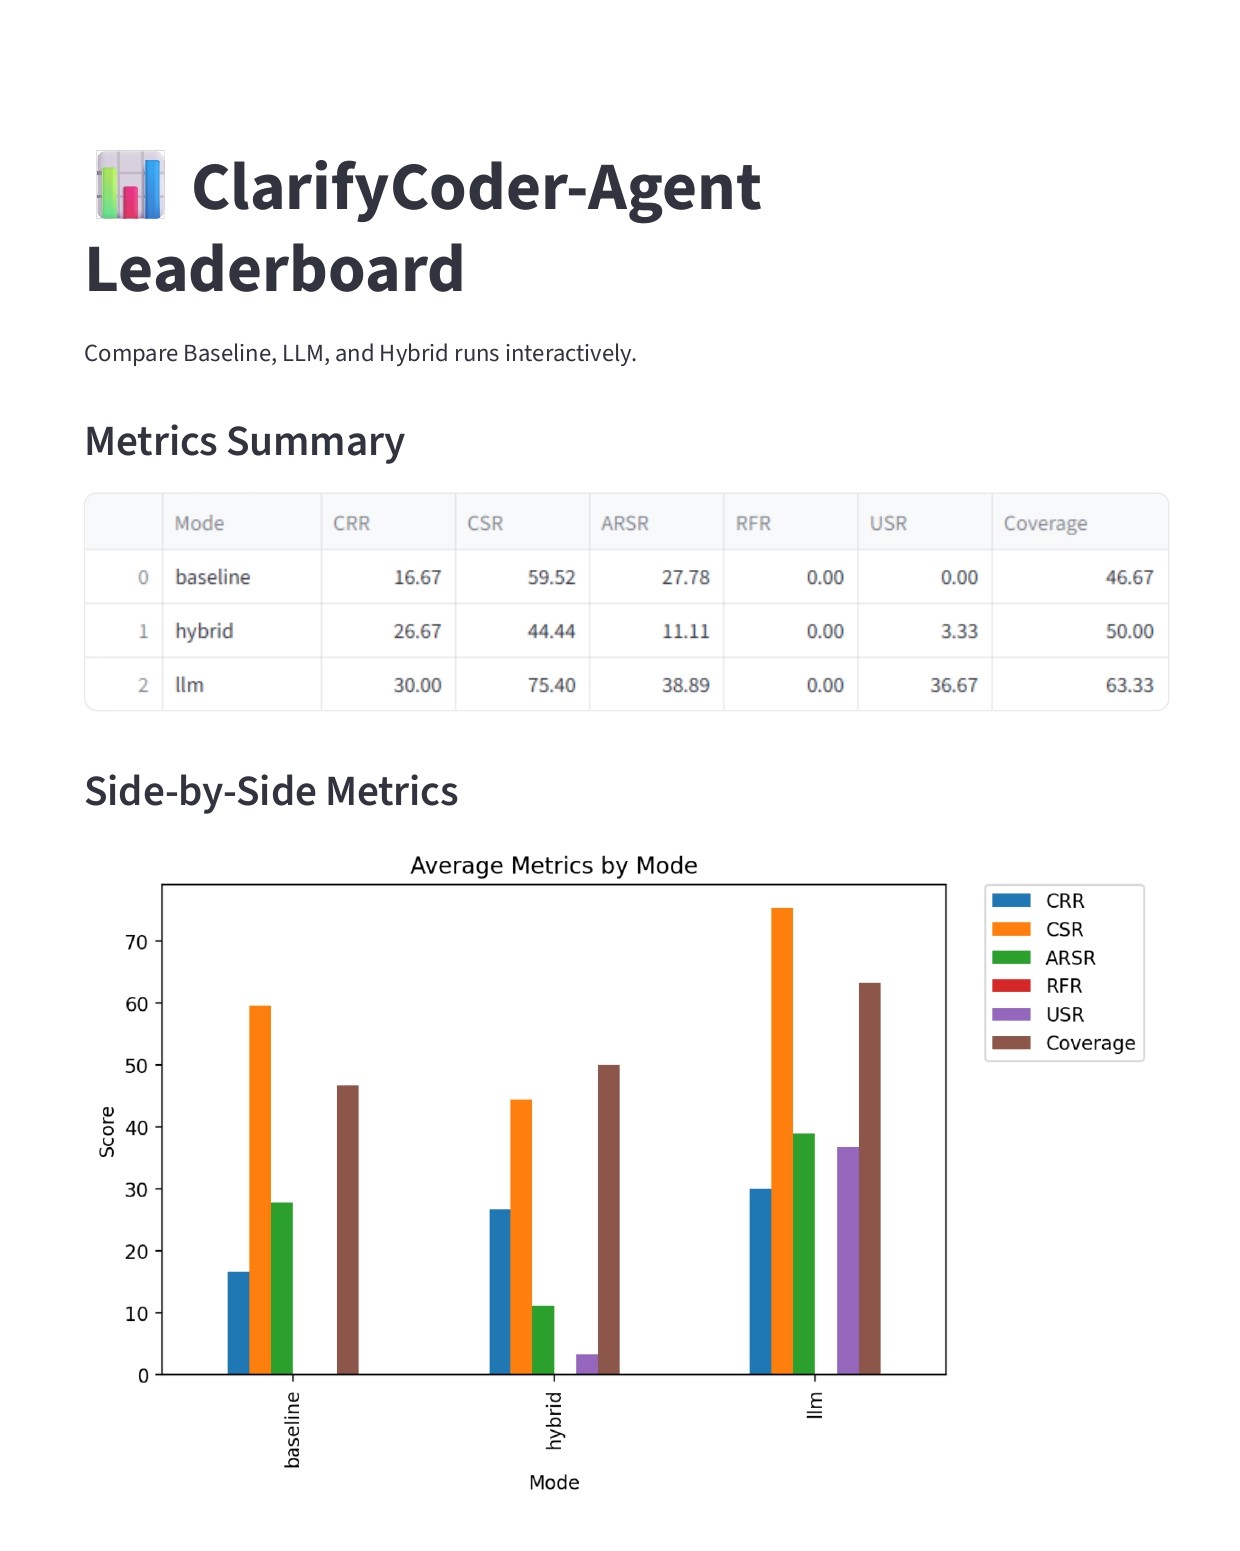 ClarifyCoder-Agent
Leaderboard
Compare Baseline, LLM, and Hybrid runs interactively.
Metrics Summary
Mode CRR CSR ARSR RFR USR Coverage
0 baseline 16.67 59.52 27.78 0.00 0.00 46.67
1 hybrid 26.67 44.44 11.11 0.00 3.33 50.00
2 llm 30.00 75.40 38.89 0.00 36.67 63.33
Side-by-Side Metrics
Average Metrics by Mode
70
60
50
40
30
20
10
0
Score
baseline
hybrid
llm
Mode
CRR
CSR
ARSR
RFR
USR
Coverage